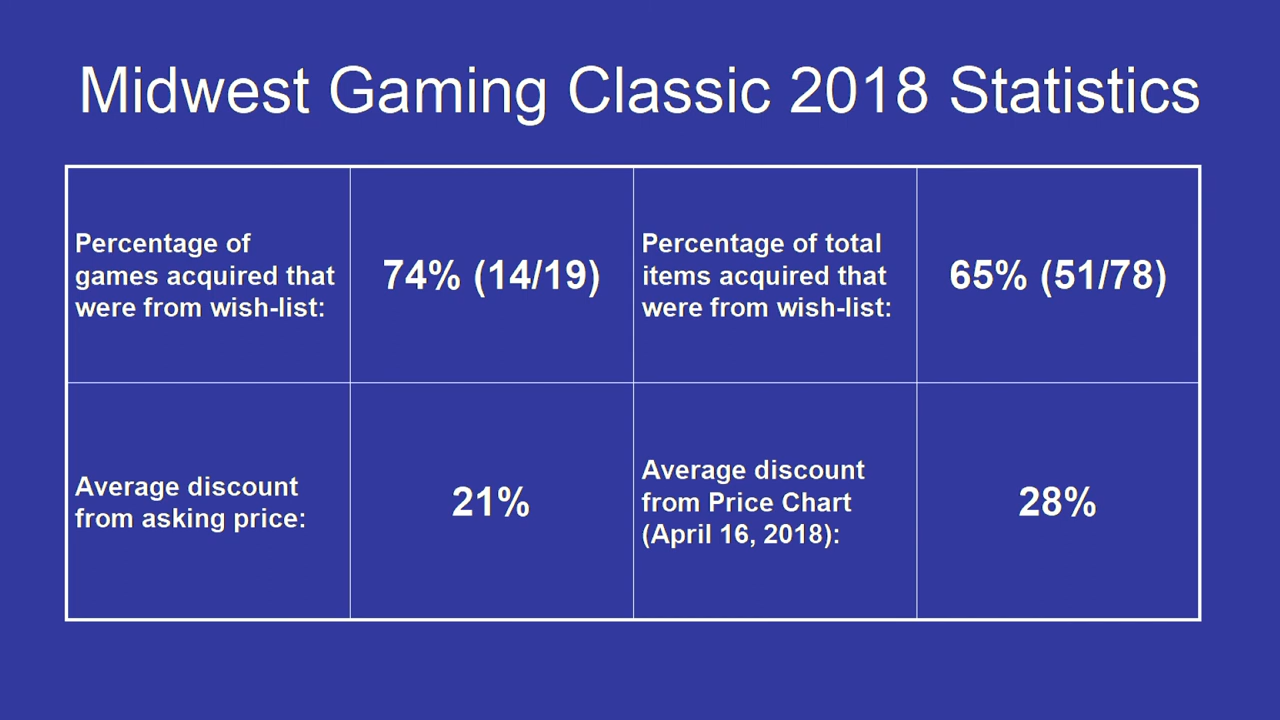 Midwest Gaming Classic 2018 Statistics
Percentage of
games acquired that
were from wish-list:
74% (14/19)
Percentage of total
items acquired that
were from wish-list:
65% (51/78)
Average discount
from asking price:
21%
Average discount
from Price Chart
(April 16, 2018):
28%